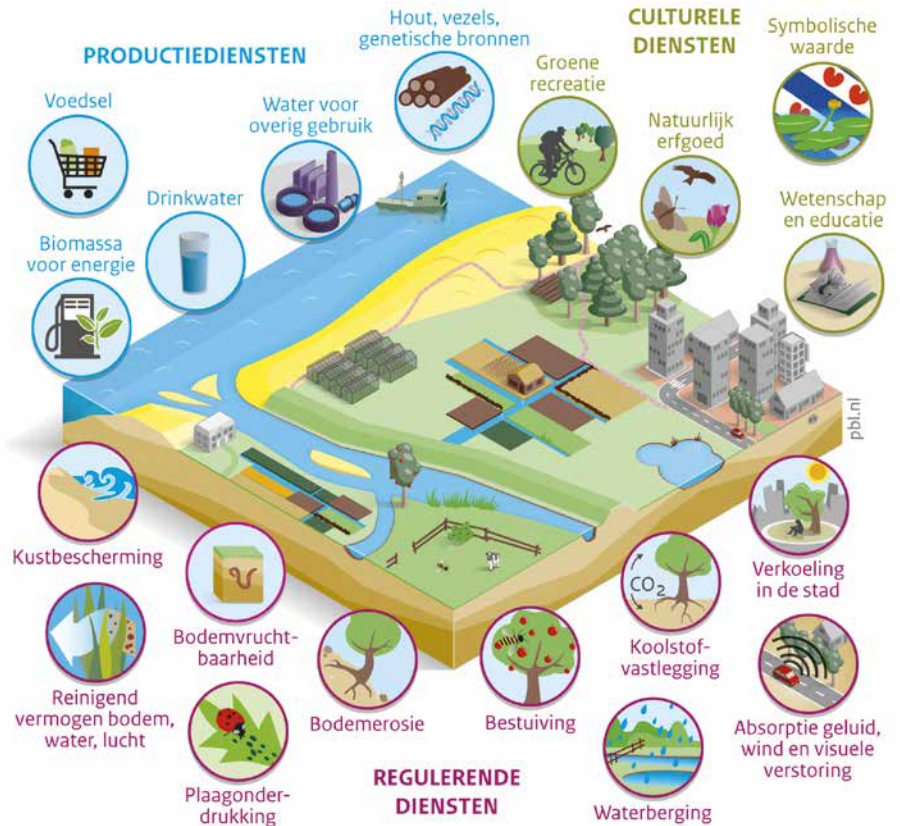 PRODUCTIEDIENSTEN
Voedsel
Biomassa
voor energie
Drinkwater
Water voor
overig gebruik
Hout, vezels,
genetische bronnen
CULTURELE
DIENSTEN
Groene
recreatie
Natuurlijk
erfgoed
Symbolische
waarde
Wetenschap
en educatie
pbl.nl
Kustbescherming
Reinigend
vermogen bodem,
water, lucht
Bodemvrucht-
baarheid
Plaagonder-
drukking
Bodemerosie
Bestuiving
CO2
Koolstof-
vastlegging
Waterberging
Verkoeling
in de stad
Absorptie geluid,
wind en visuele
verstoring
REGULERENDE
DIENSTEN